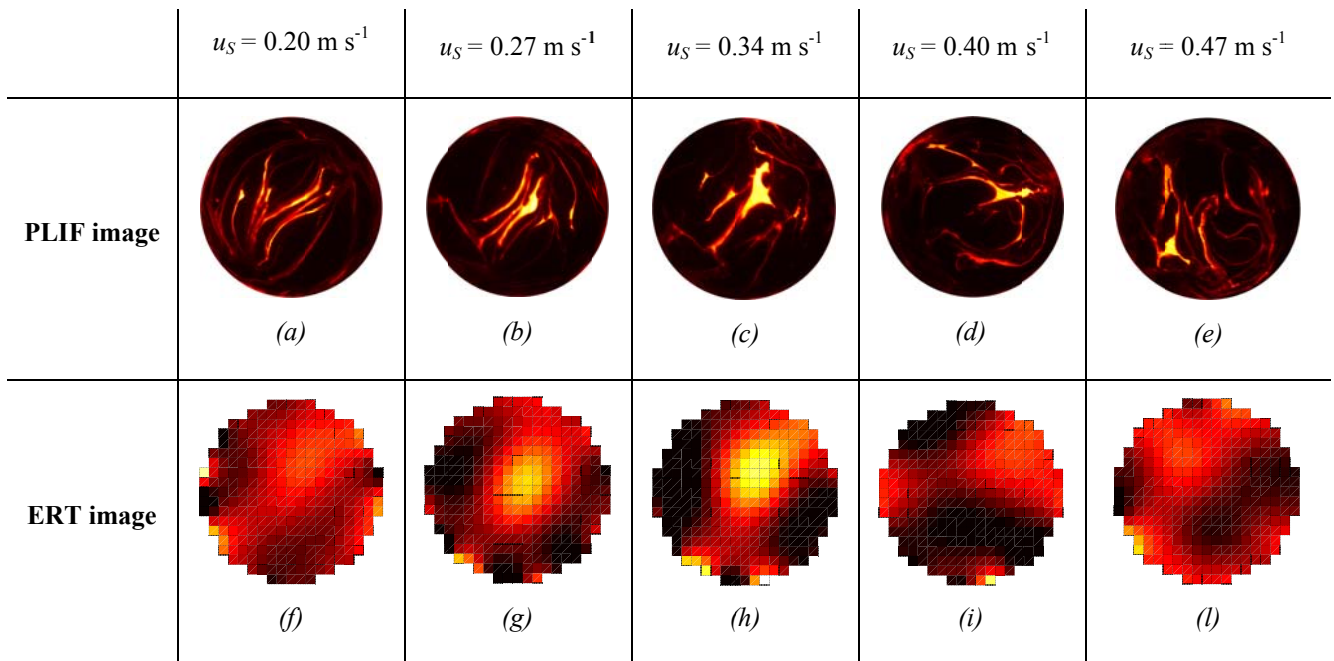 u_S = 0.20 m s⁻¹
u_S = 0.27 m s⁻¹
u_S = 0.34 m s⁻¹
u_S = 0.40 m s⁻¹
u_S = 0.47 m s⁻¹
PLIF image
(a)
(b)
(c)
(d)
(e)
ERT image
(f)
(g)
(h)
(i)
(l)